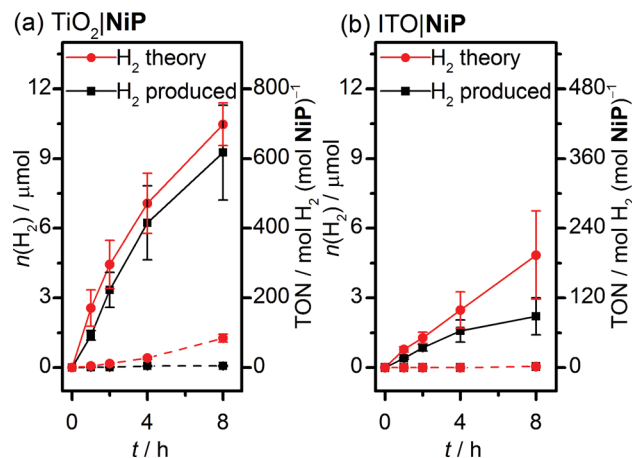 (a) TiO₂|NiP
H₂ theory
H₂ produced
n(H₂) / μmol
12
9
6
3
0
800
600
400
200
0
TON / mol H₂ (mol NiP)⁻¹
0 4 8
t / h
(b) ITO|NiP
H₂ theory
H₂ produced
n(H₂) / μmol
12
9
6
3
0
480
360
240
120
0
TON / mol H₂ (mol NiP)⁻¹
0 4 8
t / h